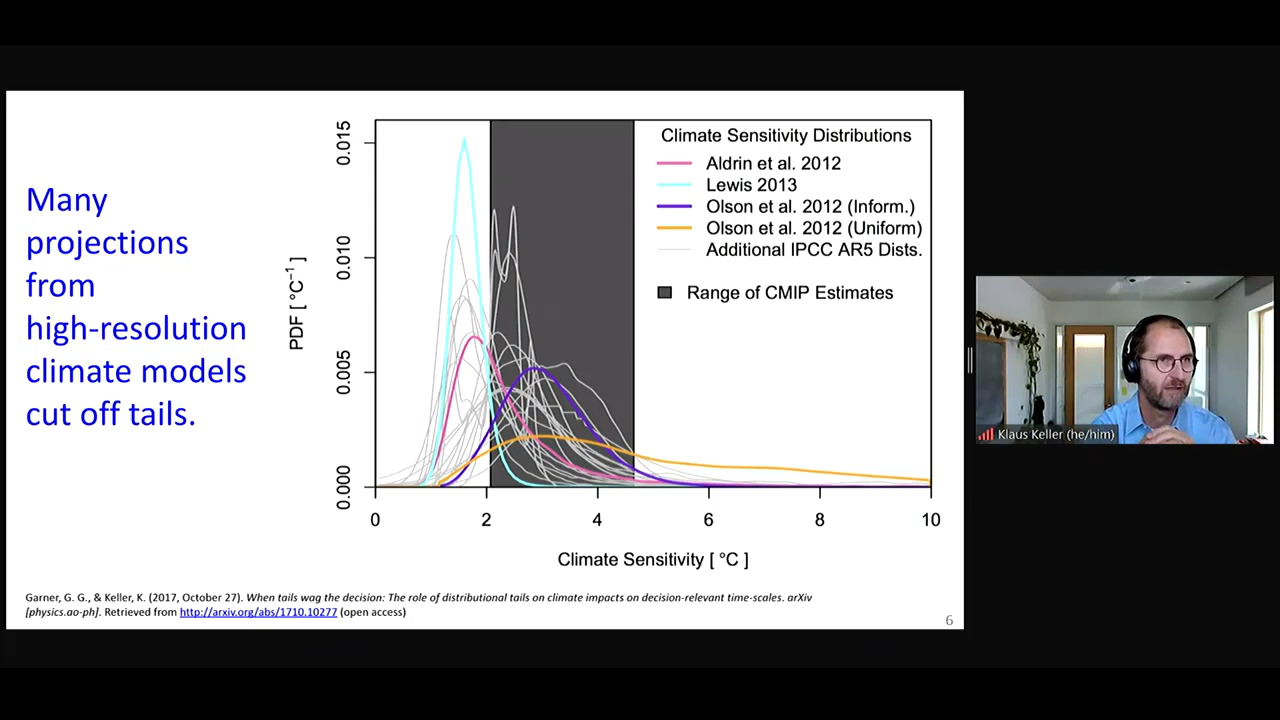 Many
projections
from
high-resolution
climate models
cut off tails.
0.015
0.010
0.005
0.000
PDF [ °C⁻¹ ]
Climate Sensitivity Distributions
Aldrin et al. 2012
Lewis 2013
Olson et al. 2012 (Inform.)
Olson et al. 2012 (Uniform)
Additional IPCC AR5 Dists.
Range of CMIP Estimates
0 2 4 6 8 10
Climate Sensitivity [ °C ]
Garner, G. G., & Keller, K. (2017, October 27). When tails wag the decision: The role of distributional tails on climate impacts on decision-relevant time-scales. arXiv
[physics.ao-ph]. Retrieved from http://arxiv.org/abs/1710.10277 (open access)
6
Klaus Keller (he/him)